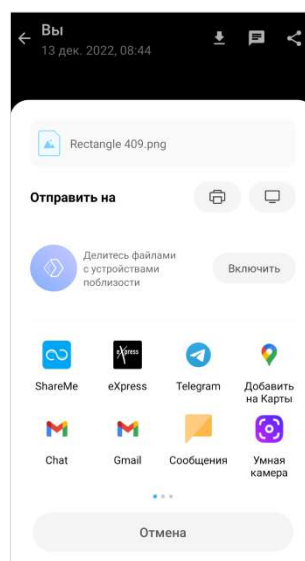 Вы
13 дек. 2022, 08:44
Rectangle 409.png
Отправить на
Делитесь файлами
с устройствами
поблизости
Включить
eXpress
ShareMe
eXpress
Telegram
Добавить
на Карты
Chat
Gmail
Сообщения
Умная
камера
Отмена